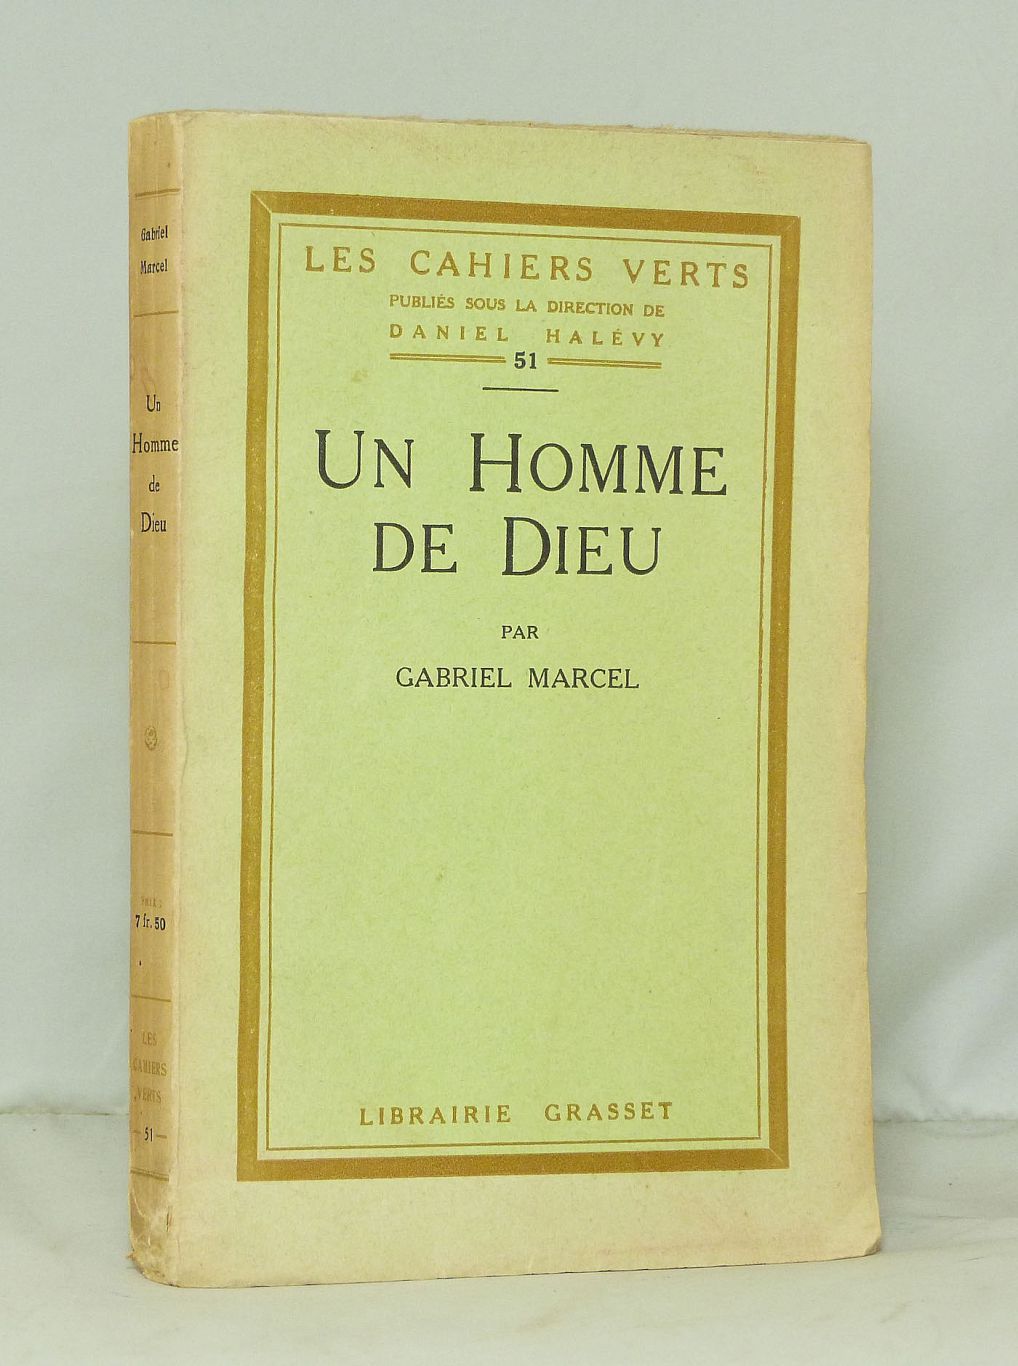 LES CAHIERS VERTS
PUBLIÉS SOUS LA DIRECTION DE
DANIEL HALÉVY
51
UN HOMME
DE DIEU
PAR
GABRIEL MARCEL
LIBRAIRIE GRASSET
Gabriel
Marcel
Un
Homme
de
Dieu
PRIX :
7 fr. 50
LES
CAHIERS
VERTS
— 51 —